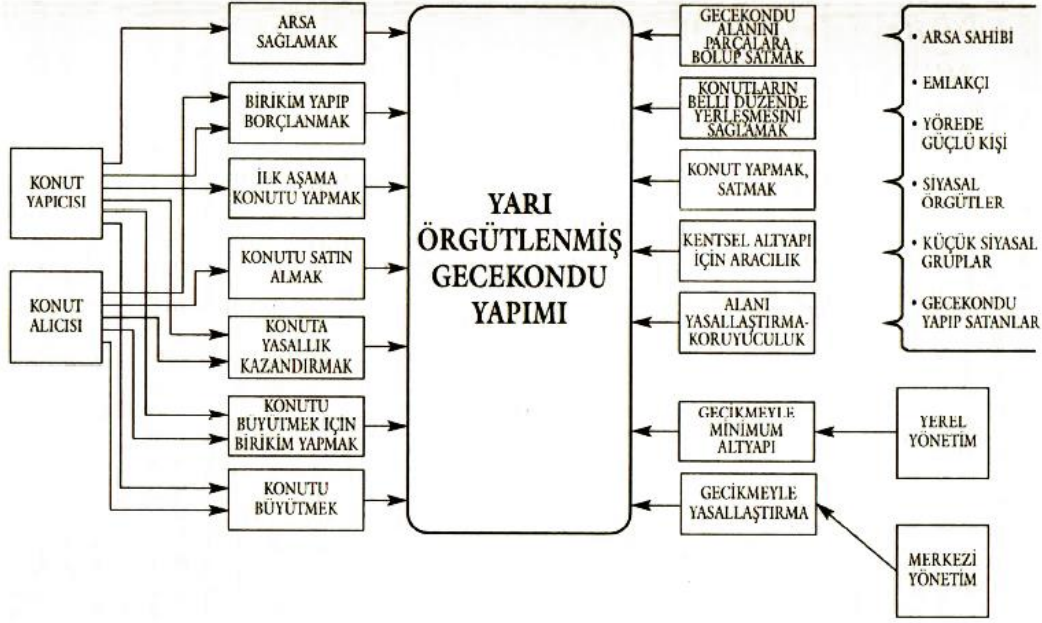 KONUT
YAPICISI
KONUT
ALICISI
ARSA
SAĞLAMAK
BİRİKİM YAPIP
BORÇLANMAK
İLK AŞAMA
KONUTU YAPMAK
KONUTU SATIN
ALMAK
KONUTA
YASALLIK
KAZANDIRMAK
KONUTU
BÜYÜTMEK İÇİN
BİRİKİM YAPMAK
KONUTU
BÜYÜTMEK
YARI
ÖRGÜTLENMİŞ
GECEKONDU
YAPIMI
GECEKONDU
ALANINI
PARÇALARA
BÖLÜP SATMAK
KONUTLARIN
BELLİ DÜZENDE
YERLEŞMESİNİ
SAĞLAMAK
KONUT YAPMAK,
SATMAK
KENTSEL ALTYAPI
İÇİN ARACILIK
ALANI
YASALLAŞTIRMA-
KORUYUCULUK
GECİKMEYLE
MİNİMUM
ALTYAPI
GECİKMEYLE
YASALLAŞTIRMA
• ARSA SAHİBİ
• EMLAKÇI
• YÖREDE
GÜÇLÜ KİŞİ
• SİYASAL
ÖRGÜTLER
• KÜÇÜK SİYASAL
GRUPLAR
• GECEKONDU
YAPIP SATANLAR
YEREL
YÖNETİM
MERKEZİ
YÖNETİM